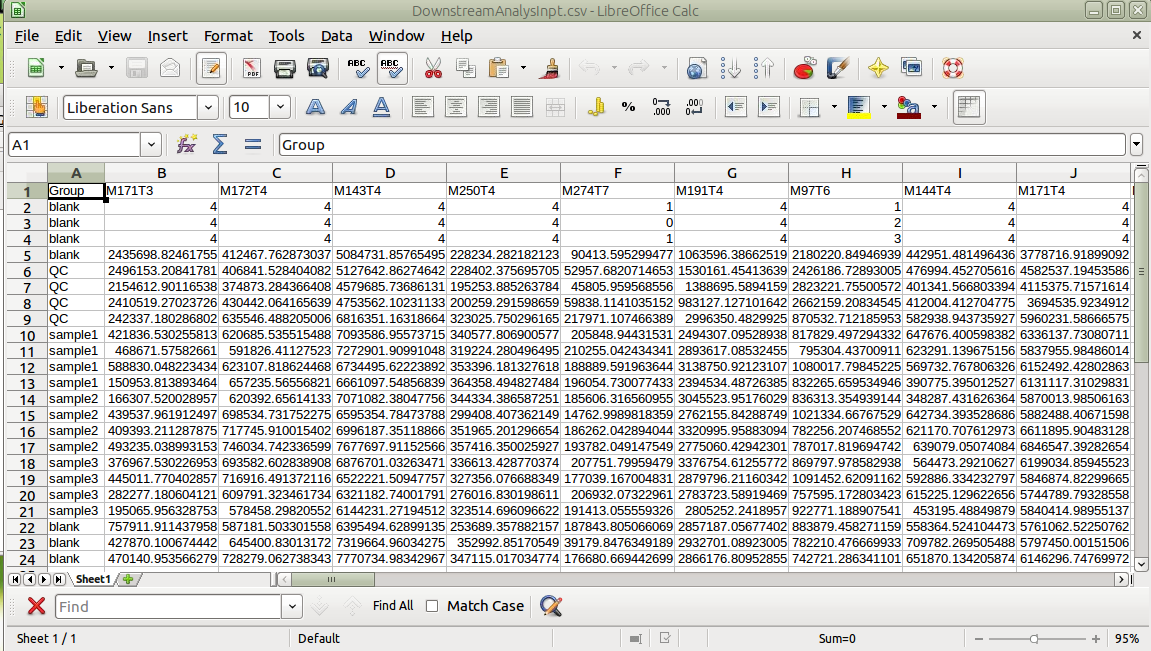 DownstreamAnalysInpt.csv - LibreOffice Calc
File Edit View Insert Format Tools Data Window Help
Liberation Sans 10
A1 Group
A B C D E F G H I J
1 Group M171T3 M172T4 M143T4 M250T4 M274T7 M191T4 M97T6 M144T4 M171T4
2 blank 4 4 4 4 1 4 1 4 4
3 blank 4 4 4 4 0 4 2 4 4
4 blank 4 4 4 4 1 4 3 4 4
5 blank 2435698.82461755 412467.762873037 5084731.85765495 228234.282182123 90413.595299477 1063596.38662519 2180220.84946939 442951.481496436 3778716.91899092
6 QC 2496153.20841781 406841.528404082 5127642.86274642 228402.375695705 52957.6820714653 1530161.45413639 2426186.72893005 476994.452705616 4582537.19453586
7 QC 2154612.90116538 374873.284366408 4579685.73686131 195253.885263784 45805.959568556 1388695.5894159 2823221.75500572 401341.566803394 4115375.71571614
8 QC 2410519.27023726 430442.064165639 4753562.10231133 200259.291598659 59838.1141035152 983127.127101642 2662159.20834545 412004.412704775 3694535.9234912
9 QC 242337.180286802 635546.488205006 6816351.16318664 323025.750296165 217971.107466389 2996350.4829925 870532.712185953 582938.943735927 5960231.58666575
10 sample1 421836.530255813 620685.535515488 7093586.95573715 340577.806900577 205848.94431531 2494307.09528938 817829.497294332 647676.400598382 6336137.73080711
11 sample1 468671.57582661 591826.41127523 7272901.90991048 319224.280496495 210255.042434341 2893617.08532455 795304.43700911 623291.139675156 5837955.98486014
12 sample1 588830.048223434 623107.818624468 6734495.62223892 353396.181327618 188889.591963644 3138750.92123107 1080017.79845225 569732.767806326 6152492.42802863
13 sample1 150953.813893464 657235.56556821 6661097.54856839 364358.494827484 196054.730077433 2394534.48726385 832265.659534946 390775.395012527 6131117.31029831
14 sample2 166307.520028957 620392.65614133 7071082.38047756 344334.386587251 185606.316560955 3045523.95176029 836313.354939144 348287.431626364 5870013.98506163
15 sample2 439537.961912497 698534.731752275 6595354.78473788 299408.407362149 14762.9989818359 2762155.84288749 1021334.66767529 642734.393528686 5882488.40671598
16 sample2 409393.211287875 717745.910015402 6996187.35118866 351965.201296654 186262.042894044 3320995.95883094 782256.207468552 621170.707612973 6611895.90483128
17 sample2 493235.038993153 746034.742336599 7677697.91152566 357416.350025927 193782.049147549 2775060.42942301 787017.819694742 639079.05074084 6846547.39282654
18 sample3 376967.530226953 693582.602838908 6876701.03263471 336613.428770374 207751.79959479 3376754.61255772 869797.978582938 564473.29210627 6199034.85945523
19 sample3 445011.770402857 716916.491372116 6522221.50947757 327356.076688349 177039.167004831 2879796.21160342 1091452.62091162 592886.334232797 5846874.82299665
20 sample3 282277.180604121 609791.323461734 6321182.74001791 276016.830198611 206932.07322961 2783723.58919469 757595.172803423 615225.129622656 5744789.79328558
21 sample3 195065.956328753 578458.29820552 6144231.27194512 323514.696096622 191413.055559326 2805252.2418957 922771.188907541 453195.48849879 5840414.98955137
22 blank 757911.911437958 587181.503301558 6395494.62899135 253689.357882157 187843.805066069 2857187.05677402 883879.458271159 558364.524104473 5761062.52250762
23 blank 427870.100674442 645400.83013172 7319664.96034275 352992.85170549 39179.8476349189 2932701.08923005 782210.476669933 709782.269505488 5797450.00151506
24 blank 470140.953566279 728279.062738343 7770734.98342967 347115.017034774 176680.669442699 2866176.80952855 742721.286341101 651870.134205874 6146296.74769972
Sheet1
Find Find All Match Case
Sheet 1 / 1 Default Sum=0 95%